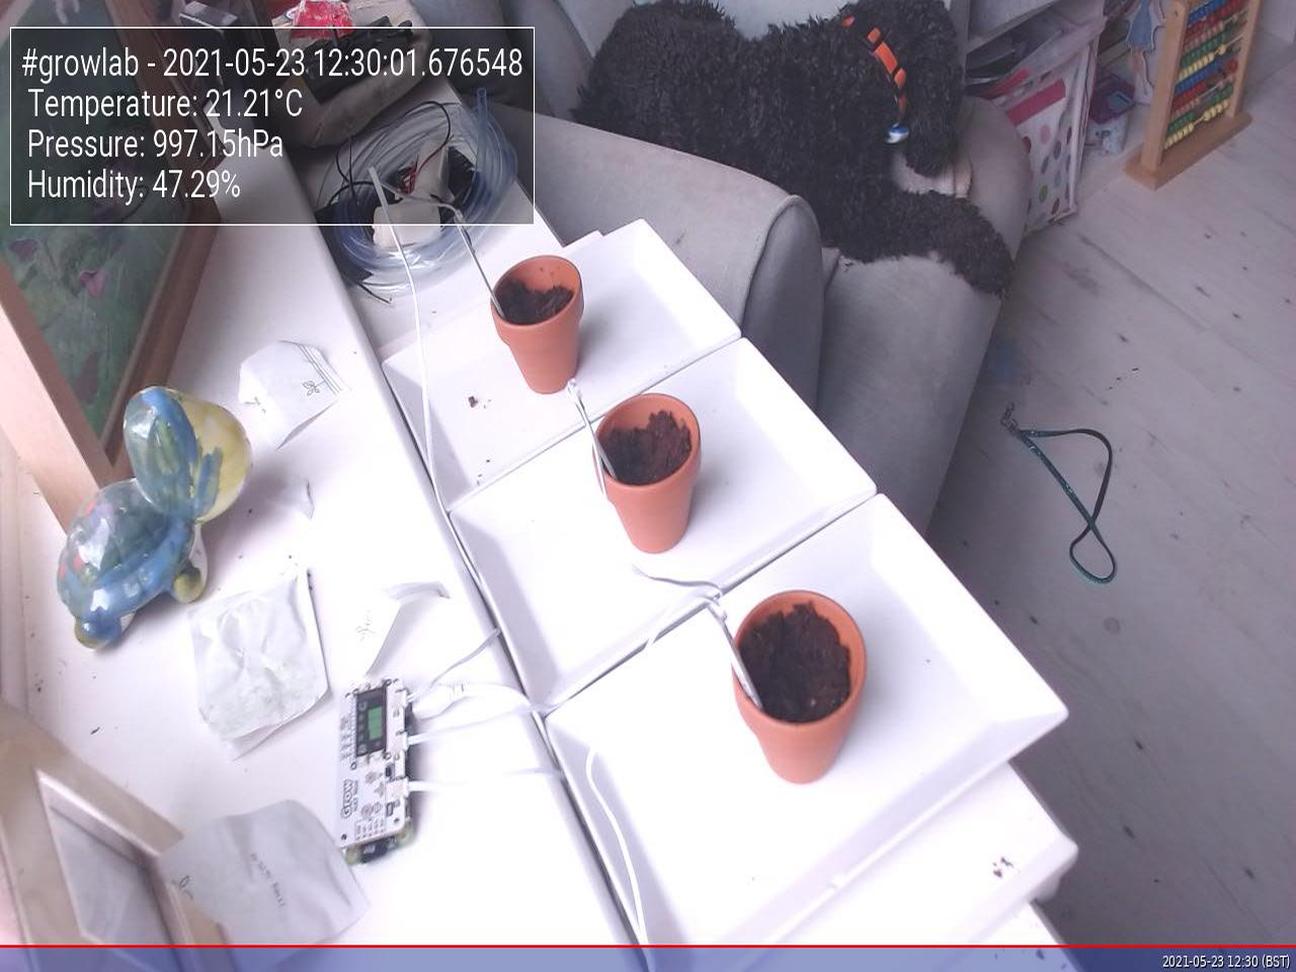 #growlab - 2021-05-23 12:30:01.676548
Temperature: 21.21°C
Pressure: 997.15hPa
Humidity: 47.29%
GROW
2021-05-23 12:30 (BST)